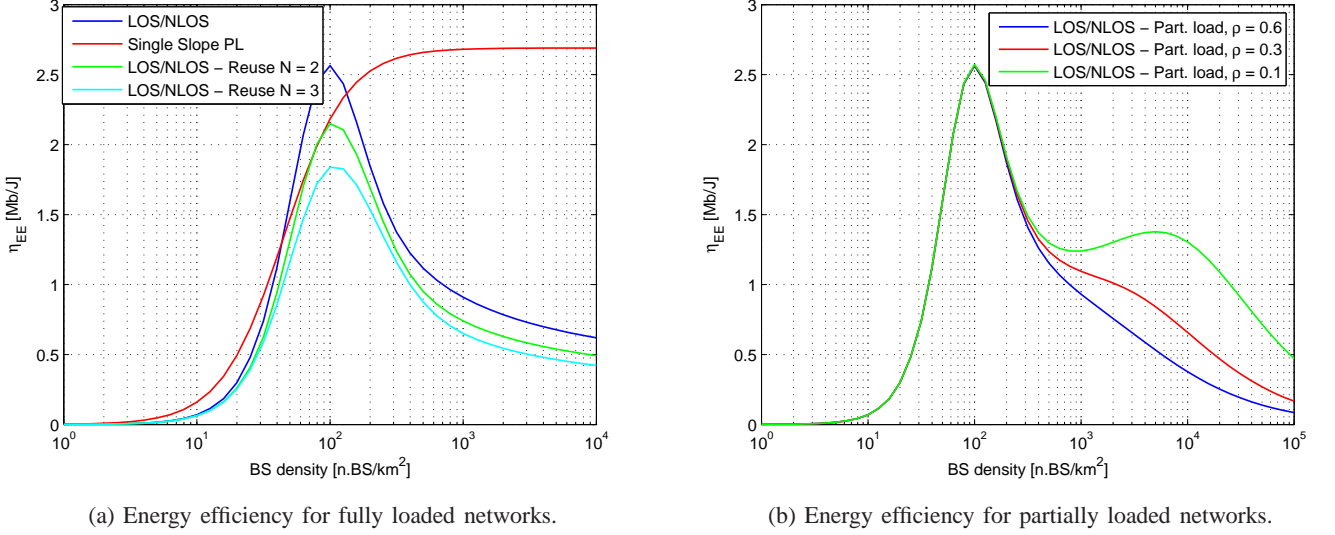 3
2.5
2
1.5
1
0.5
0
η_EE [Mb/J]
10^0
10^1
10^2
10^3
10^4
BS density [n.BS/km^2]
LOS/NLOS
Single Slope PL
LOS/NLOS − Reuse N = 2
LOS/NLOS − Reuse N = 3
(a) Energy efficiency for fully loaded networks.
3
2.5
2
1.5
1
0.5
0
η_EE [Mb/J]
10^0
10^1
10^2
10^3
10^4
10^5
BS density [n.BS/km^2]
LOS/NLOS − Part. load, ρ = 0.6
LOS/NLOS − Part. load, ρ = 0.3
LOS/NLOS − Part. load, ρ = 0.1
(b) Energy efficiency for partially loaded networks.